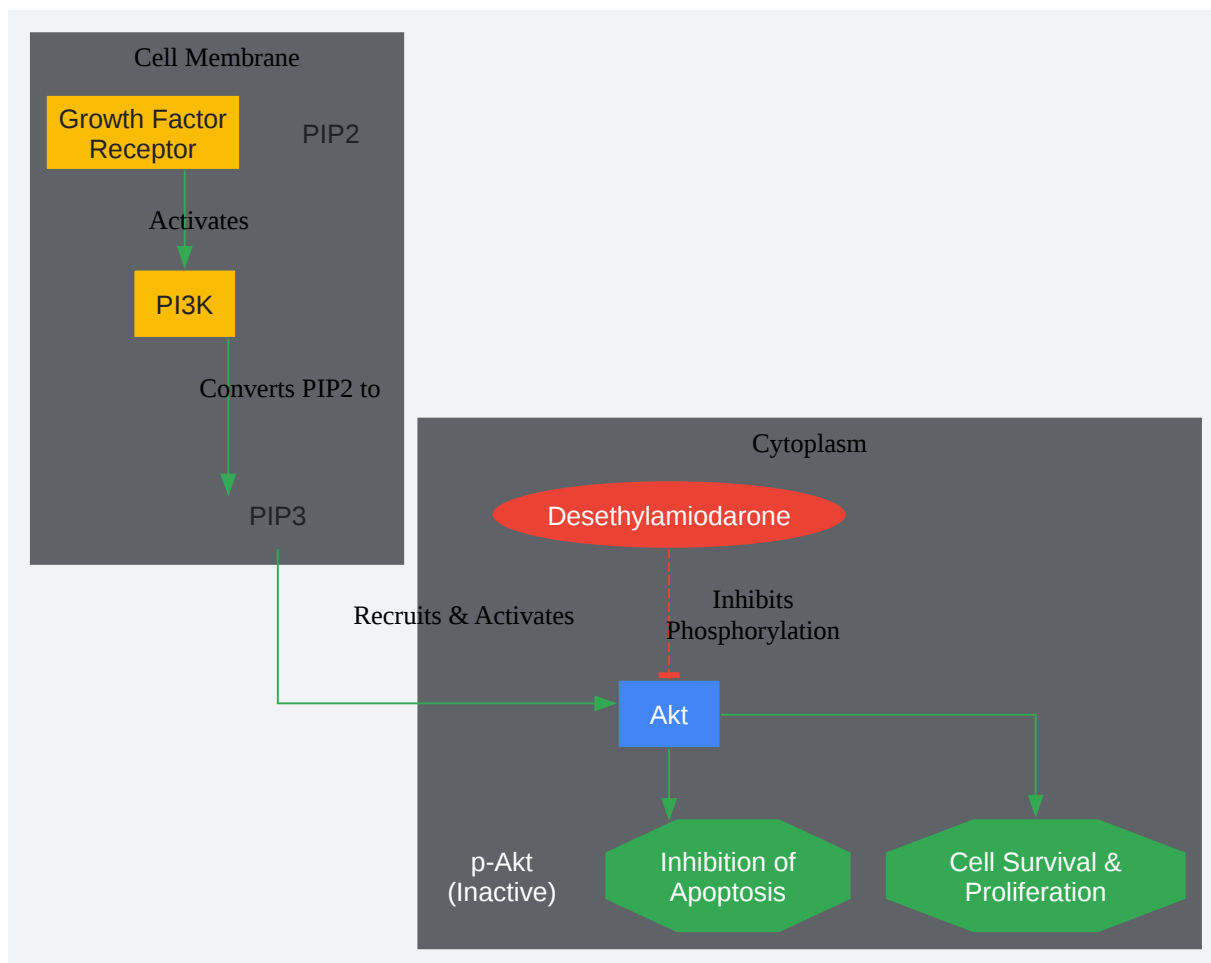 Cell Membrane
Growth Factor
Receptor
PIP2
Activates
PI3K
Converts PIP2 to
PIP3
Cytoplasm
Desethylamiodarone
Recruits & Activates
Inhibits
Phosphorylation
Akt
p-Akt
(Inactive)
Inhibition of
Apoptosis
Cell Survival &
Proliferation